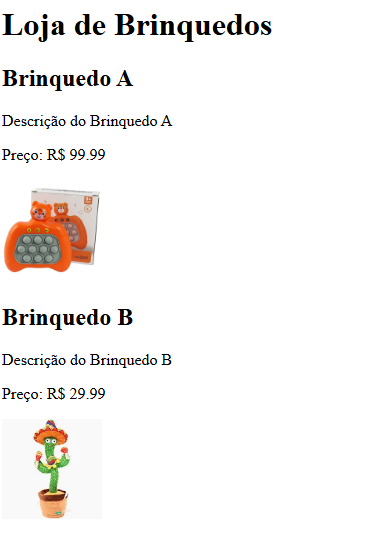 Loja de Brinquedos
Brinquedo A
Descrição do Brinquedo A
Preço: R$ 99.99
Brinquedo B
Descrição do Brinquedo B
Preço: R$ 29.99